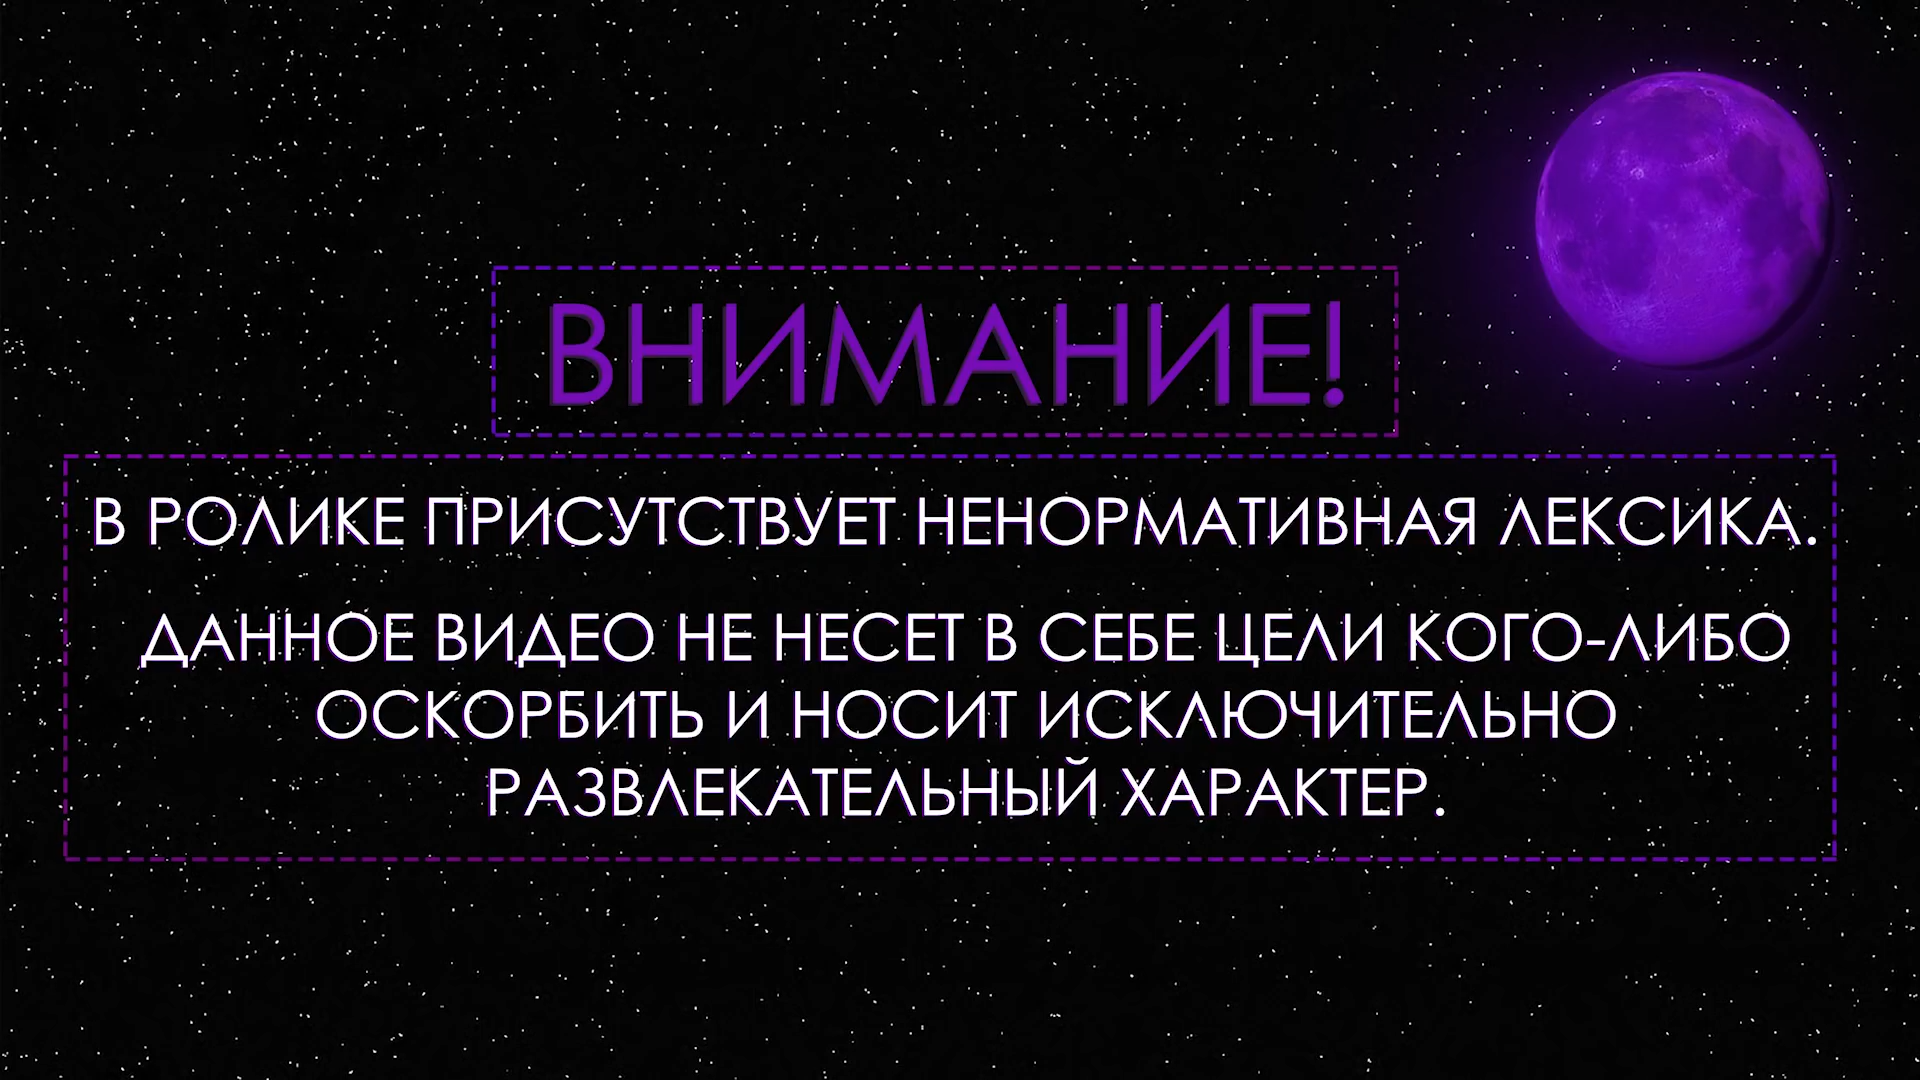 ВНИМАНИЕ!
В РОЛИКЕ ПРИСУТСТВУЕТ НЕНОРМАТИВНАЯ ЛЕКСИКА.
ДАННОЕ ВИДЕО НЕ НЕСЕТ В СЕБЕ ЦЕЛИ КОГО-ЛИБО
ОСКОРБИТЬ И НОСИТ ИСКЛЮЧИТЕЛЬНО
РАЗВЛЕКАТЕЛЬНЫЙ ХАРАКТЕР.